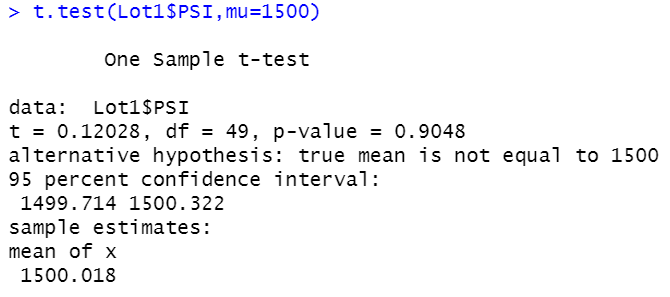 > t.test(Lot1$PSI,mu=1500)
One Sample t-test
data:  Lot1$PSI
t = 0.12028, df = 49, p-value = 0.9048
alternative hypothesis: true mean is not equal to 1500
95 percent confidence interval:
1499.714 1500.322
sample estimates:
mean of x
1500.018